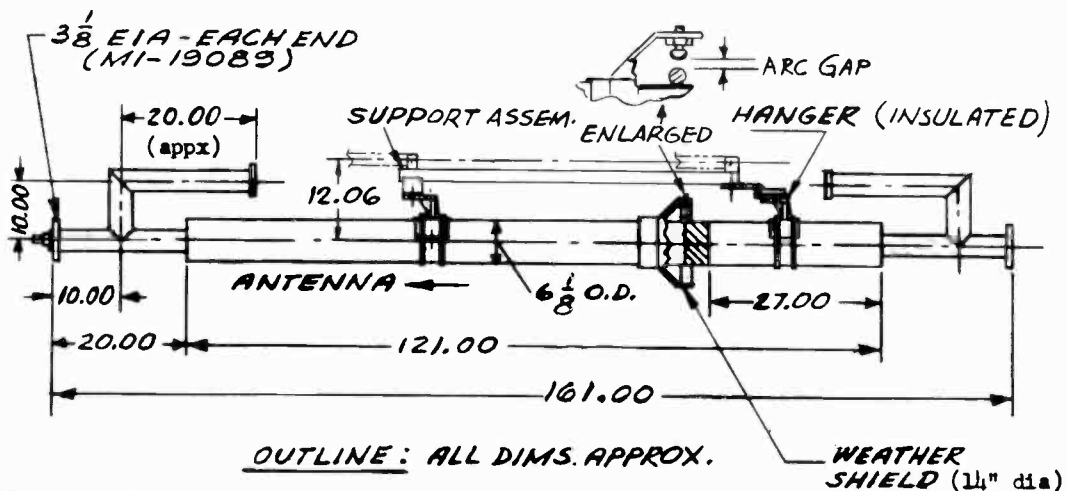 3 1/8 EIA - EACH END
(MI-19089)
ARC GAP
20.00
(appx)
SUPPORT ASSEM.
ENLARGED
HANGER (INSULATED)
10.00
12.06
ANTENNA
6 1/8 O.D.
10.00
27.00
20.00
121.00
161.00
OUTLINE: ALL DIMS. APPROX.
WEATHER
SHIELD (14" dia)